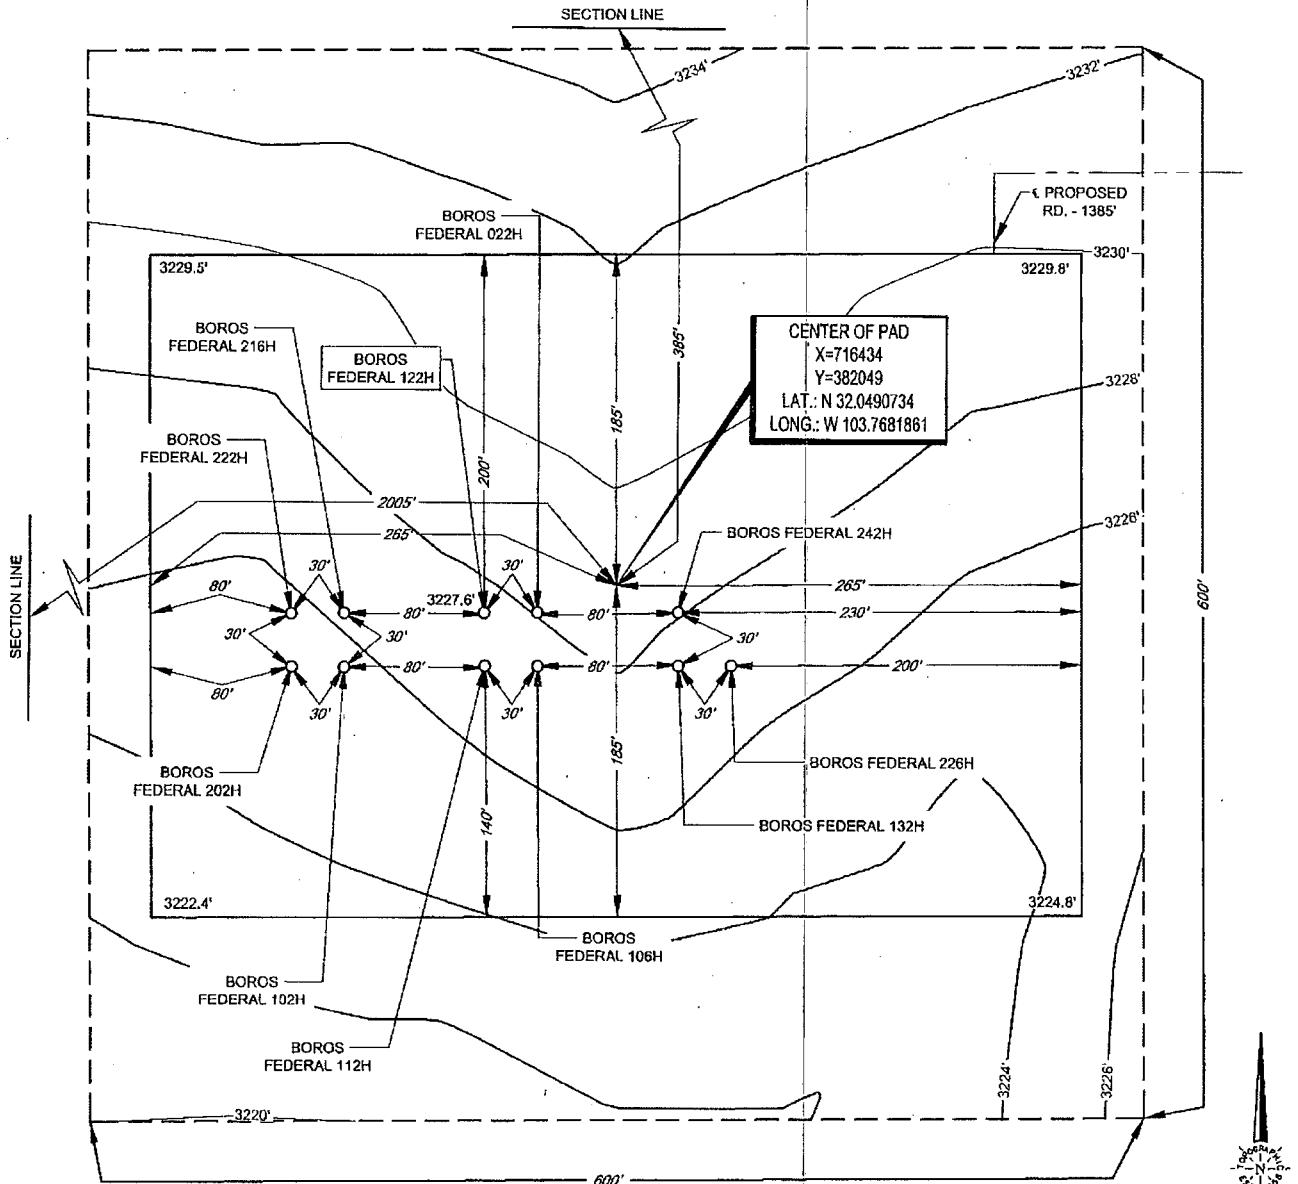 SECTION LINE
3234'
3232'
℄ PROPOSED
RD. - 1385'
BOROS
FEDERAL 022H
3230'
3229.5'
3229.8'
BOROS
FEDERAL 216H
BOROS
FEDERAL 122H
385'
CENTER OF PAD
X=716434
Y=382049
LAT.: N 32.0490734
LONG.: W 103.7681861
3228'
185'
BOROS
FEDERAL 222H
200'
2005'
3226'
265'
BOROS FEDERAL 242H
SECTION LINE
30'
30'
80'
265'
600'
3227.6'
80'
80'
230'
30'
30'
30'
80'
80'
200'
80'
30'
30'
30'
185'
BOROS
FEDERAL 202H
BOROS FEDERAL 226H
140'
BOROS FEDERAL 132H
3222.4'
3224.8'
BOROS
FEDERAL 106H
BOROS
FEDERAL 102H
BOROS
FEDERAL 112H
3224'
3226'
3220'
600'
N